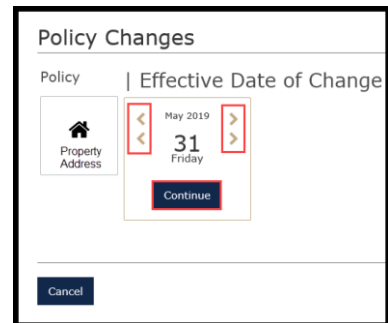 Policy Changes
Policy | Effective Date of Change
Property
Address
May 2019
31
Friday
Continue
Cancel